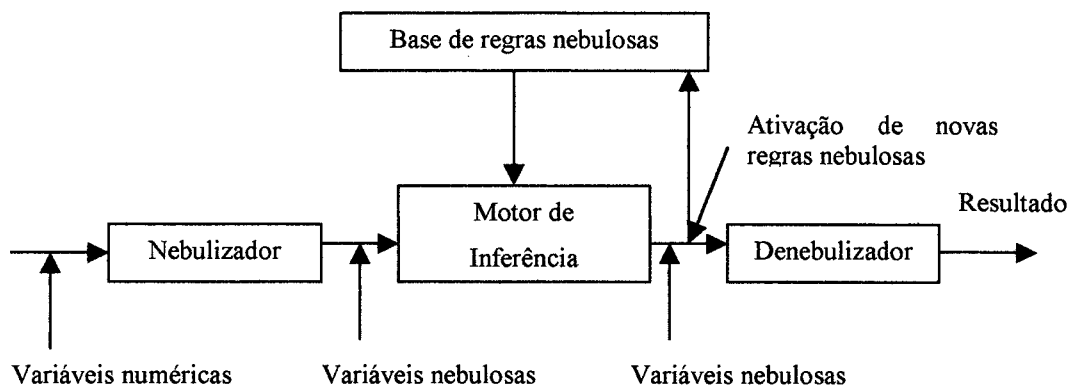 Base de regras nebulosas
Ativação de novas
regras nebulosas
Resultado
Motor de
Inferência
Nebulizador
Denebulizador
Variáveis numéricas
Variáveis nebulosas
Variáveis nebulosas